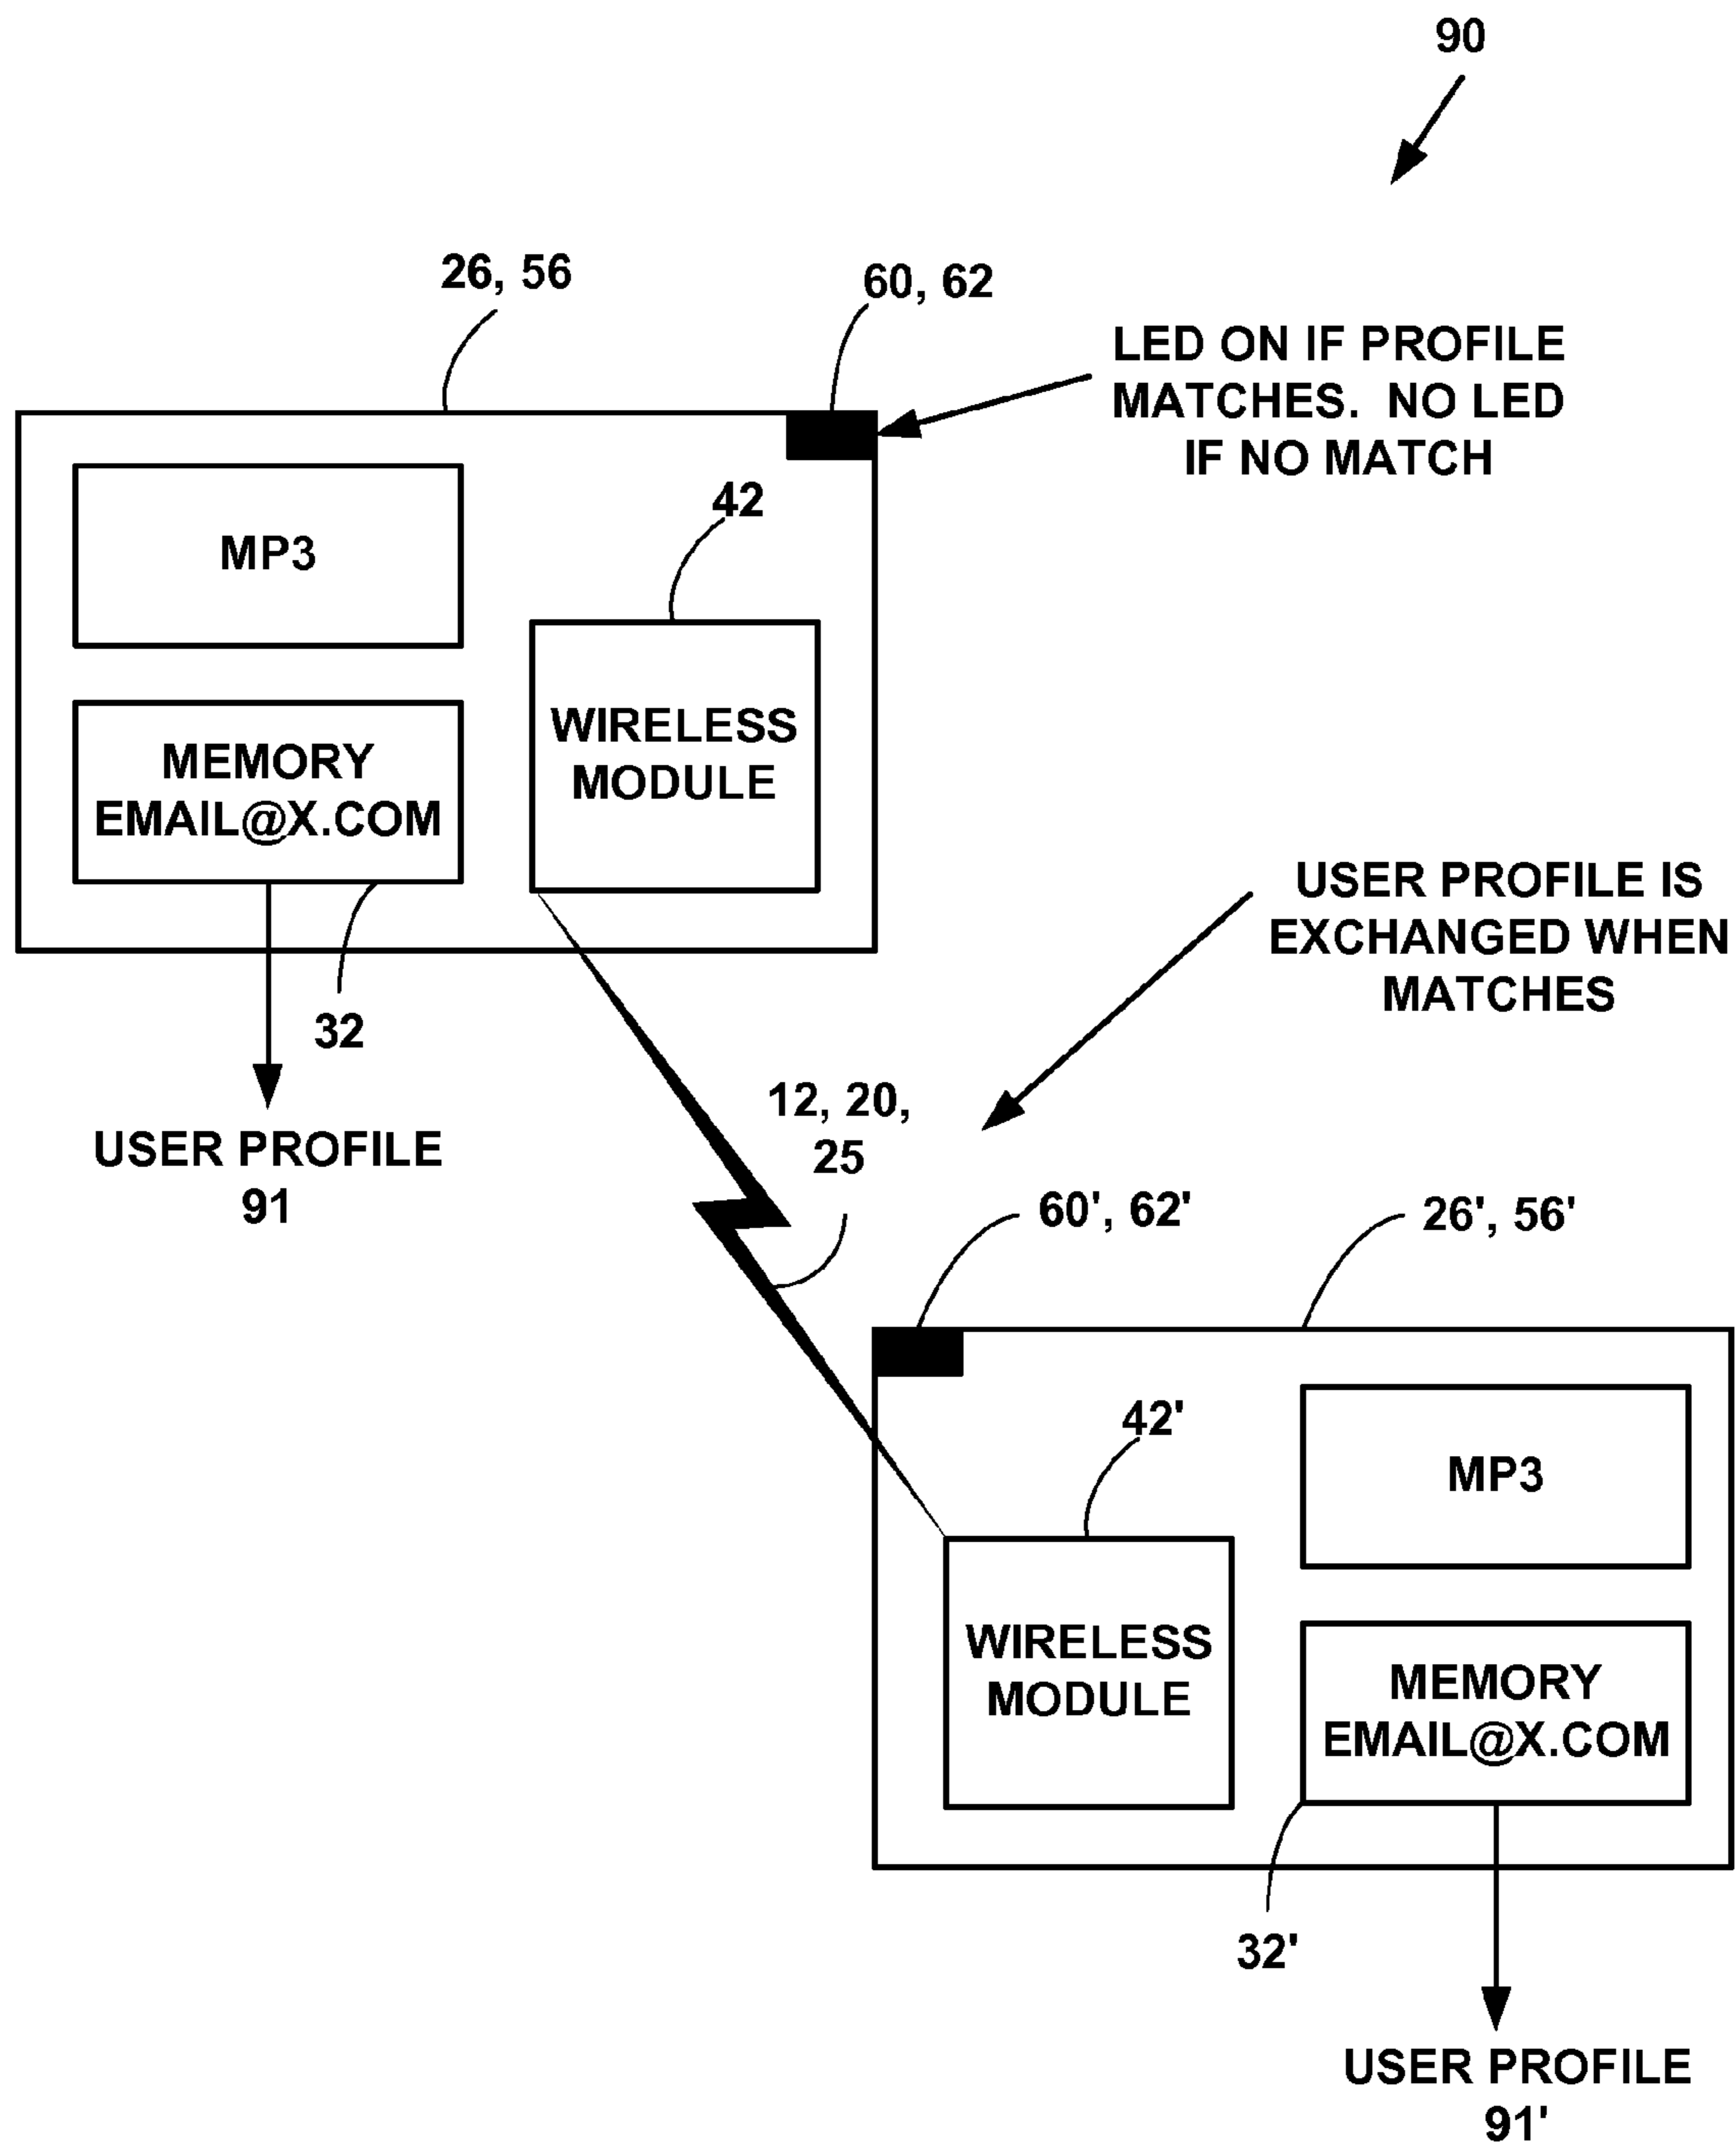 90
26, 56
60, 62
LED ON IF PROFILE
MATCHES. NO LED
IF NO MATCH
42
MP3
WIRELESS
MODULE
MEMORY
EMAIL@X.COM
32
USER PROFILE
91
USER PROFILE IS
EXCHANGED WHEN
MATCHES
12, 20,
25
60', 62'
26', 56'
42'
MP3
WIRELESS
MODULE
MEMORY
EMAIL@X.COM
32'
USER PROFILE
91'